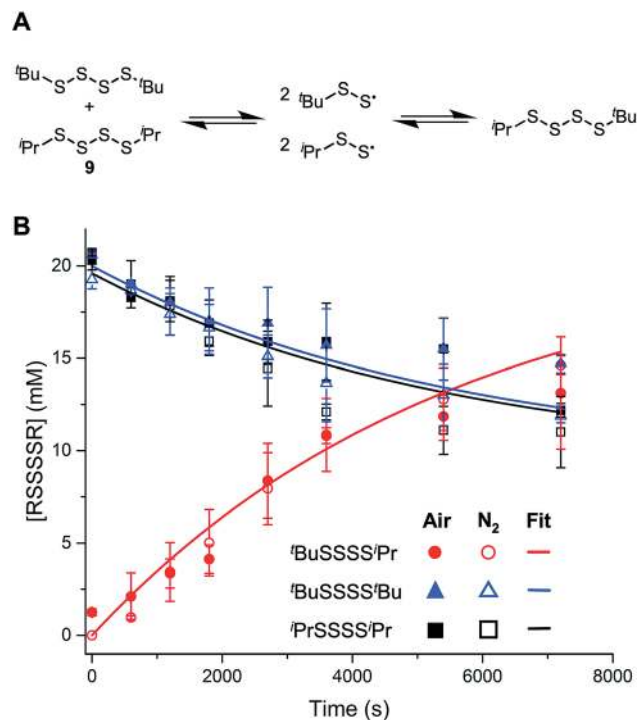 A
ᵗBu S S S S ᵗBu
+
ⁱPr S S S S ⁱPr
9
2 ᵗBu S S•
2 ⁱPr S S•
ⁱPr S S S S ᵗBu
B
[RSSSSR] (mM)
20
15
10
5
0
Air N₂ Fit
ᵗBuSSSSⁱPr
ᵗBuSSSSᵗBu
ⁱPrSSSSⁱPr
0 2000 4000 6000 8000
Time (s)